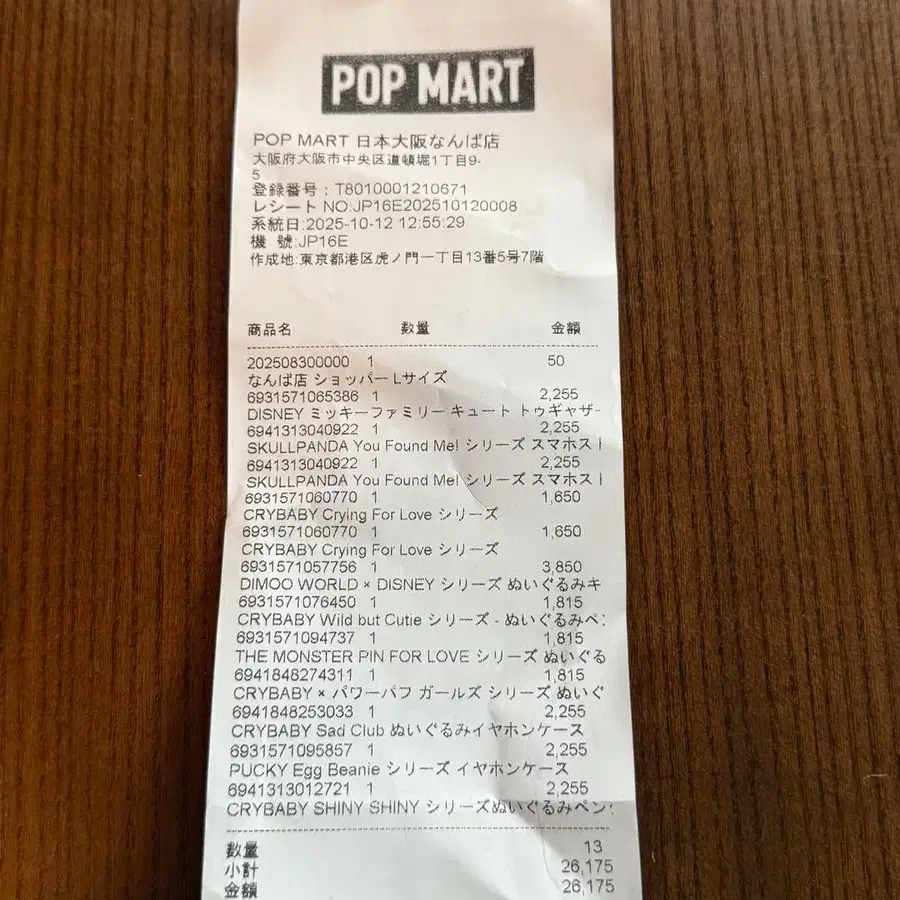 POP MART
POP MART 日本大阪なんば店
大阪府大阪市中央区道頓堀1丁目9-
5
登録番号：T8010001210671
レシート NO:JP16E202510120008
系統日:2025-10-12 12:55:29
機 號:JP16E
作成地:東京都港区虎ノ門一丁目13番5号7階
商品名 数量 金額
202508300000 1 50
なんば店 ショッパー Lサイズ
6931571065386 1 2,255
DISNEY ミッキーファミリー キュート トゥギャザ-
6941313040922 1 2,255
SKULLPANDA You Found Me! シリーズ スマホスト
6941313040922 1 2,255
SKULLPANDA You Found Me! シリーズ スマホスト
6931571060770 1 1,650
CRYBABY Crying For Love シリーズ
6931571060770 1 1,650
CRYBABY Crying For Love シリーズ
6931571057756 1 3,850
DIMOO WORLD × DISNEY シリーズ ぬいぐるみキ
6931571076450 1 1,815
CRYBABY Wild but Cutie シリーズ - ぬいぐるみペン
6931571094737 1 1,815
THE MONSTER PIN FOR LOVE シリーズ ぬいぐる
6941848274311 1 1,815
CRYBABY × パワーパフ ガールズ シリーズ ぬいぐ
6941848253033 1 2,255
CRYBABY Sad Club ぬいぐるみイヤホンケース
6931571095857 1 2,255
PUCKY Egg Beanie シリーズ イヤホンケース
6941313012721 1 2,255
CRYBABY SHINY SHINY シリーズぬいぐるみペン
数量 13
小計 26,175
金額 26,175